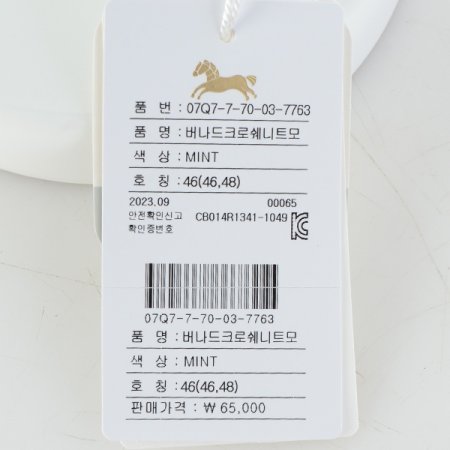 품 번 : 07Q7-7-70-03-7763
품 명 : 버나드크로쉐니트모
색 상 : MINT
호 칭 : 46(46,48)
2023.09 00065
안전확인신고 CB014R1341-1049
확인증번호
07Q7-7-70-03-7763
품 명 : 버나드크로쉐니트모
색 상 : MINT
호 칭 : 46(46,48)
판매가격 : ₩ 65,000